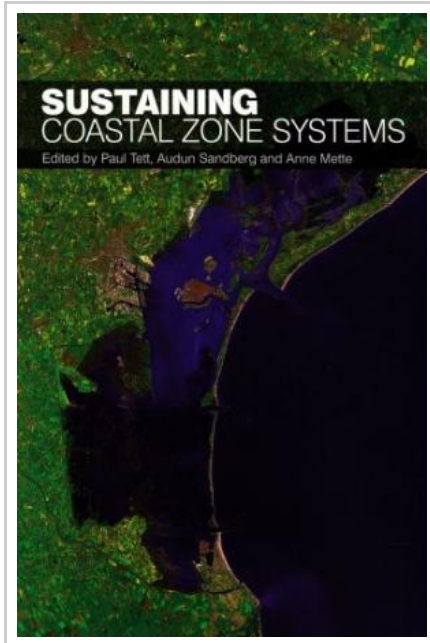 SUSTAINING
COASTAL ZONE SYSTEMS
Edited by Paul Tett, Audun Sandberg and Anne Mette